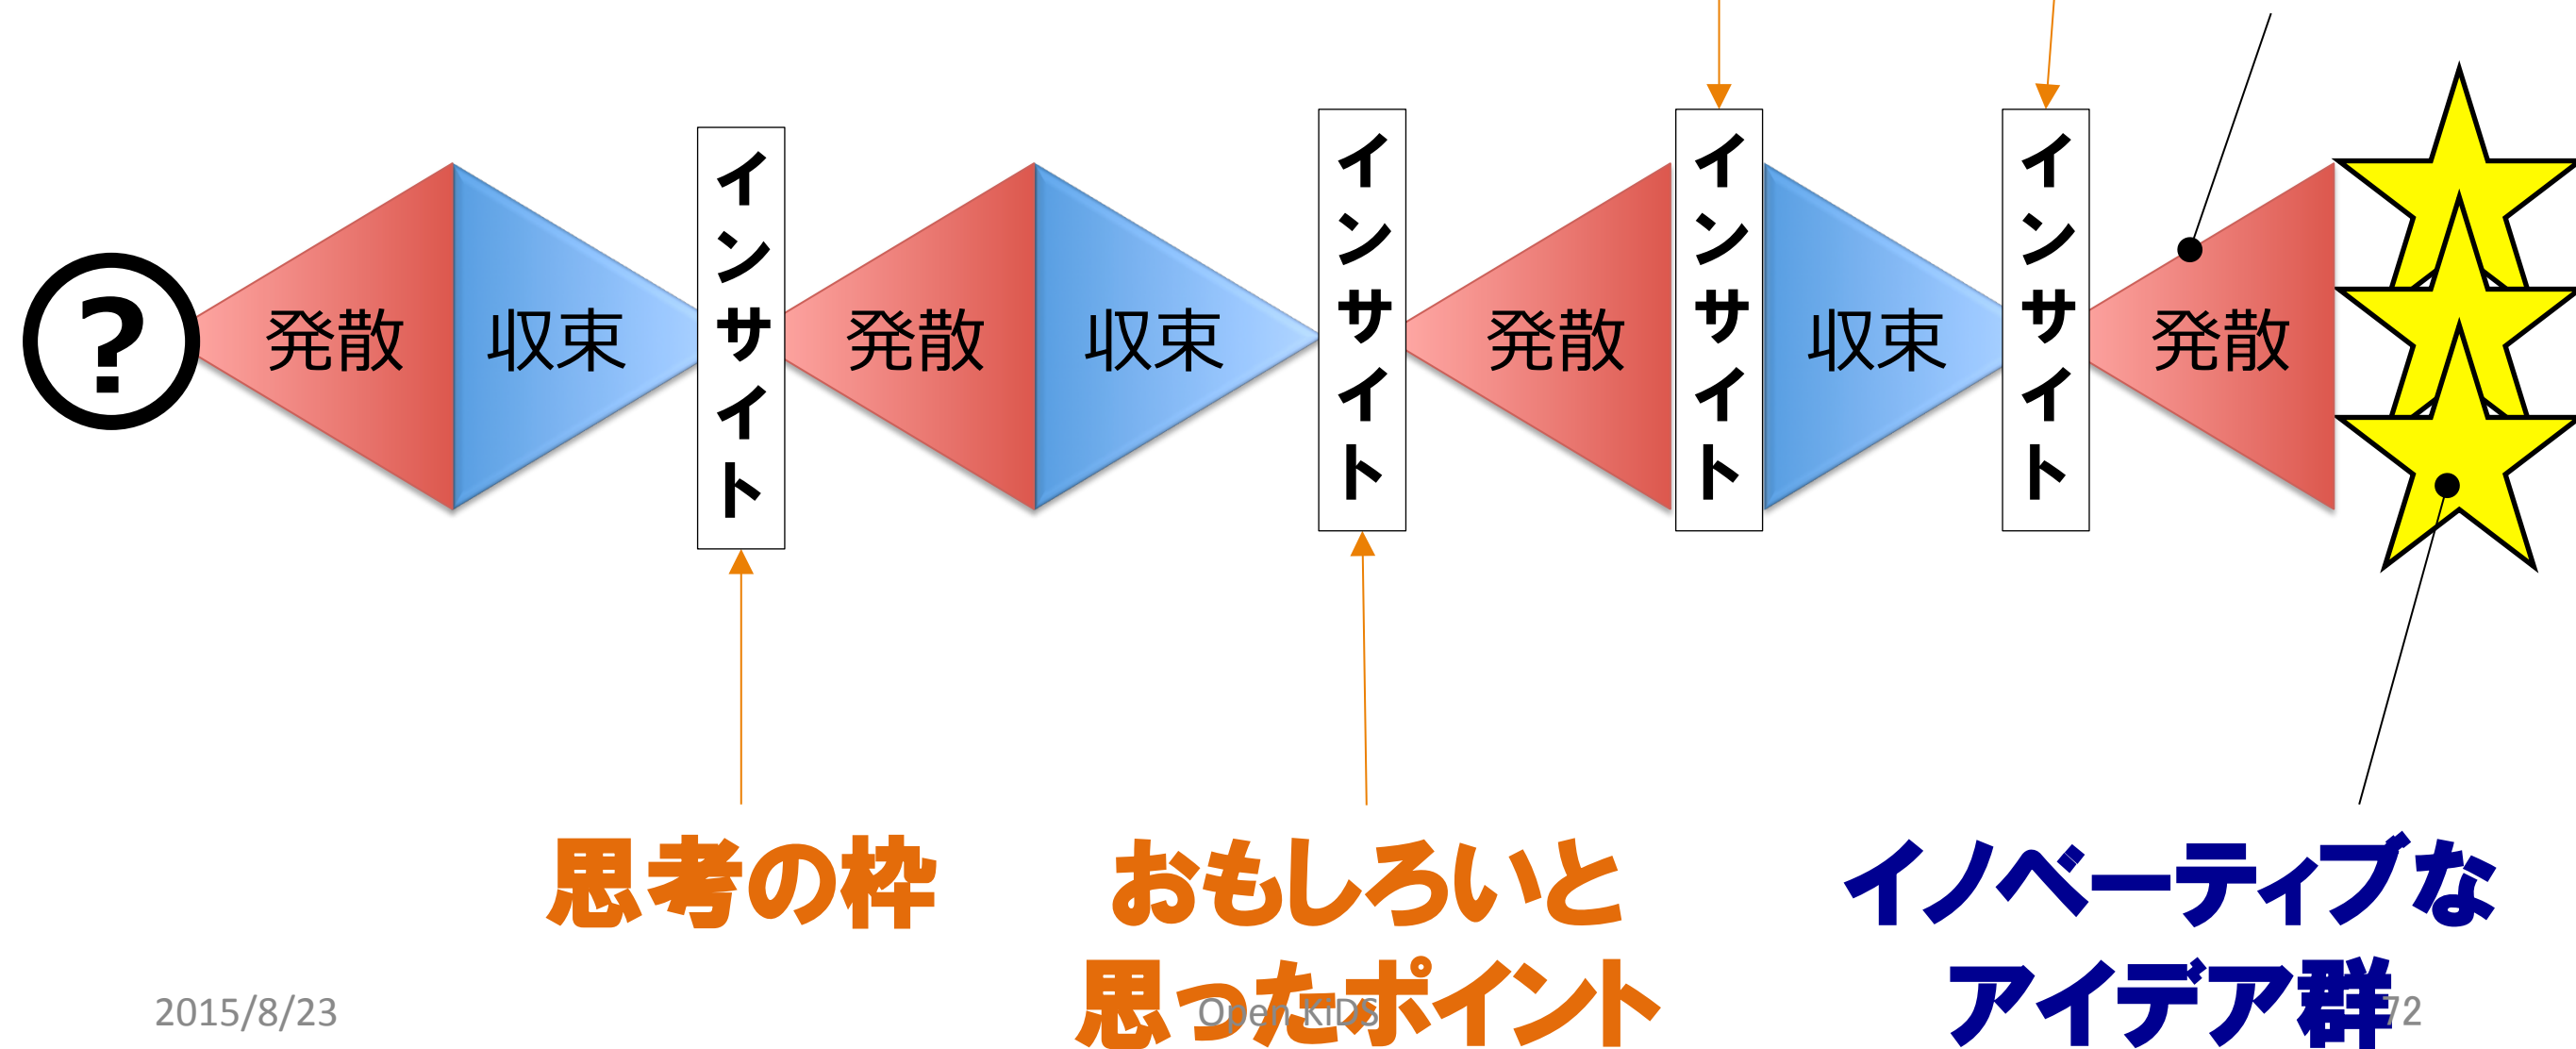 ?
発散
収束
インサイト
発散
収束
インサイト
発散
インサイト
収束
インサイト
発散
思考の枠
おもしろいと
思ったポイント
イノベーティブな
アイデア群
2015/8/23
Open KiDS
72